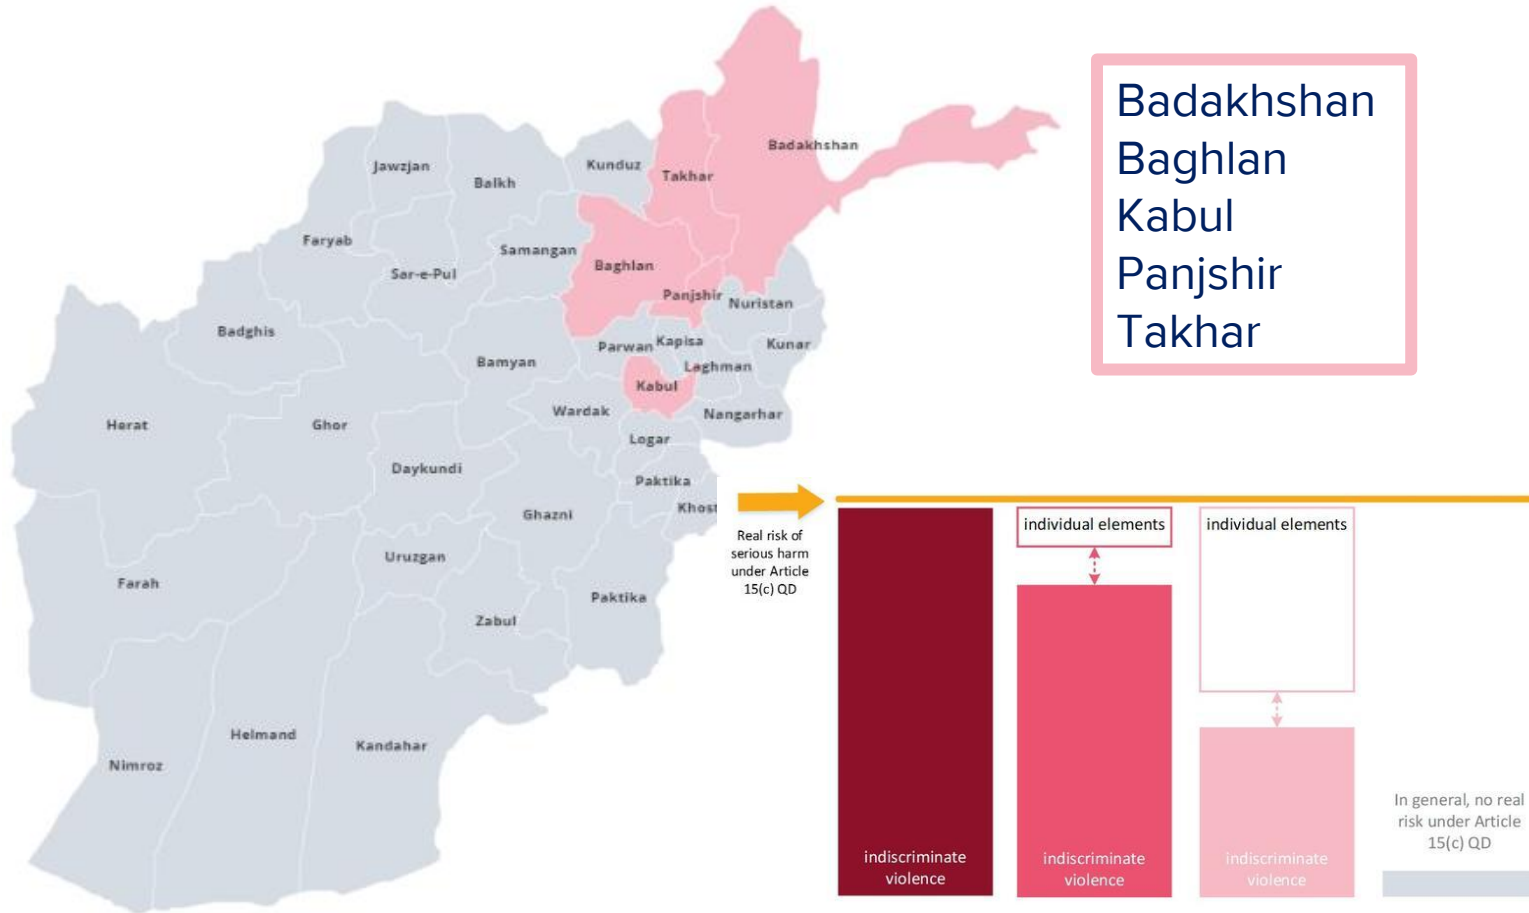 Badakhshan
Baghlan
Kabul
Panjshir
Takhar
Jawzjan
Balkh
Kunduz
Takhar
Badakhshan
Faryab
Sar-e-Pul
Samangan
Baghlan
Panjshir
Nuristan
Badghis
Bamyan
Parwan
Kapisa
Laghman
Kunar
Kabul
Wardak
Nangarhar
Herat
Ghor
Logar
Daykundi
Paktika
Khost
Ghazni
Uruzgan
Farah
Zabul
Paktika
Helmand
Kandahar
Nimroz
Real risk of
serious harm
under Article
15(c) QD
individual elements
individual elements
indiscriminate
violence
indiscriminate
violence
indiscriminate
violence
In general, no real
risk under Article
15(c) QD